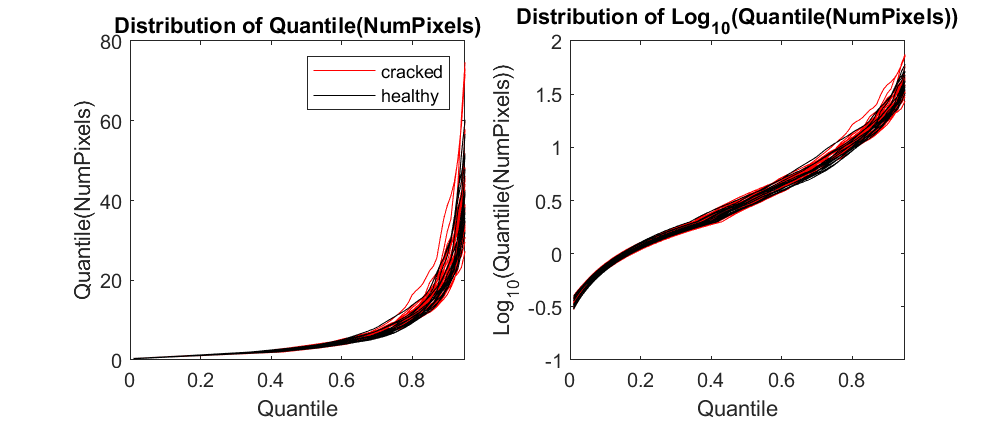 Distribution of Quantile(NumPixels)
80
60
40
20
0
0
0.2
0.4
0.6
0.8
Quantile
Quantile(NumPixels)
cracked
healthy
Distribution of Log10(Quantile(NumPixels))
2
1.5
1
0.5
0
-0.5
-1
0
0.2
0.4
0.6
0.8
Quantile
Log10(Quantile(NumPixels))